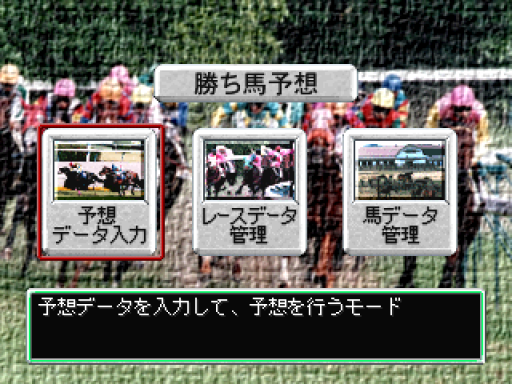 勝ち馬予想
予想
データ入力
レースデータ
管理
馬データ
管理
予想データを入力して、予想を行うモード